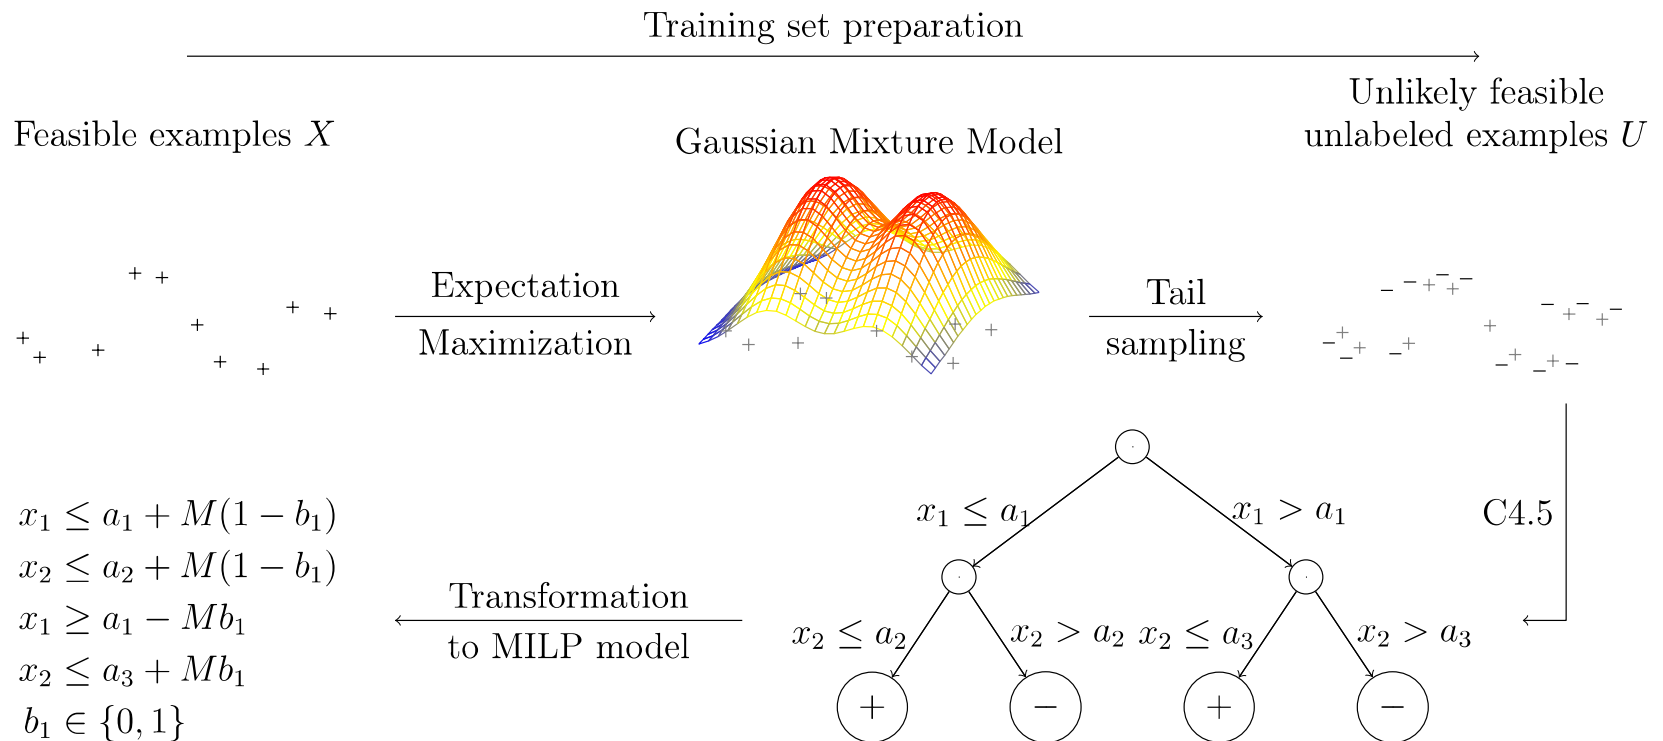 Training set preparation
Feasible examples X
Gaussian Mixture Model
Unlikely feasible
unlabeled examples U
Expectation
Maximization
Tail
sampling
C4.5
x₁ ≤ a₁
x₁ > a₁
x₂ ≤ a₂
x₂ > a₂
x₂ ≤ a₃
x₂ > a₃
+
−
+
−
Transformation
to MILP model
x₁ ≤ a₁ + M(1 − b₁)
x₂ ≤ a₂ + M(1 − b₁)
x₁ ≥ a₁ − Mb₁
x₂ ≤ a₃ + Mb₁
b₁ ∈ {0, 1}